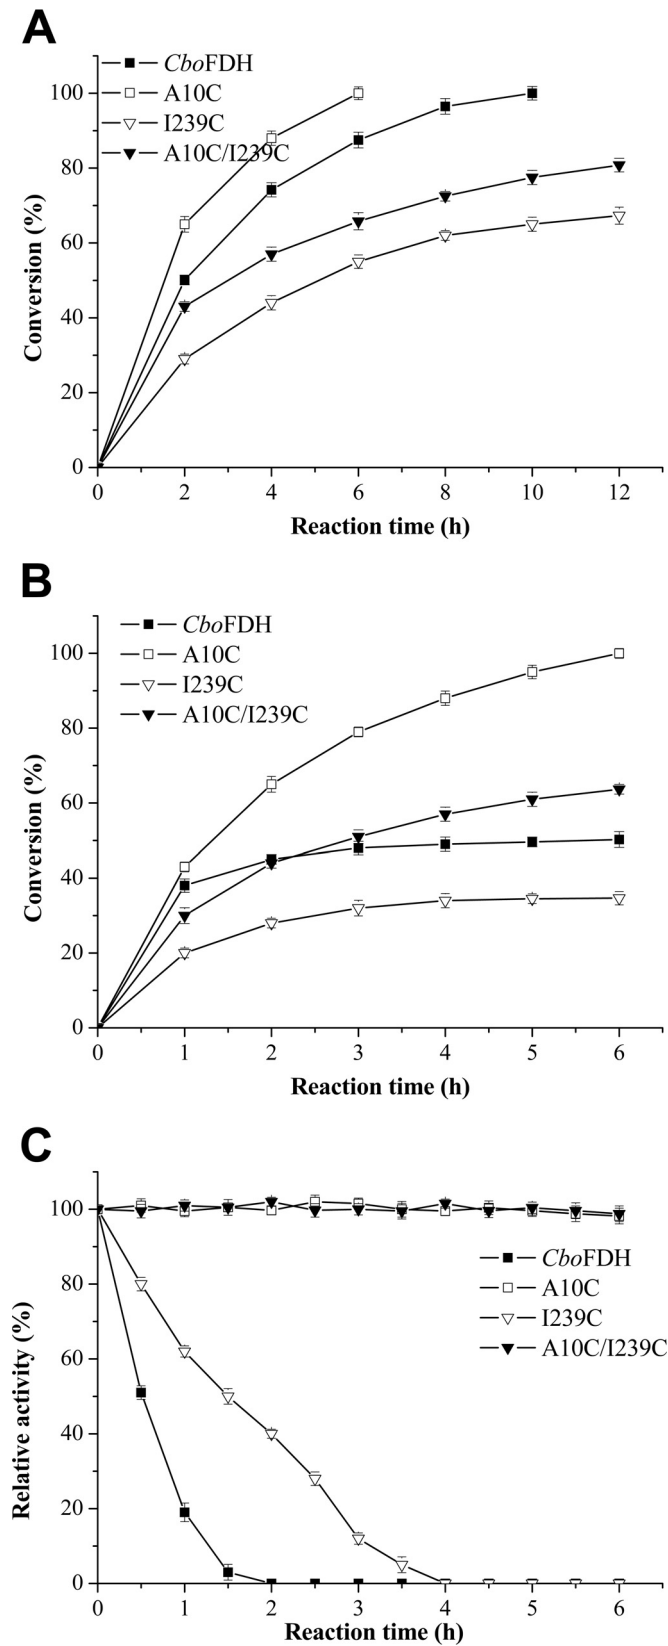 A
CboFDH
A10C
I239C
A10C/I239C
100
80
60
40
20
0
Conversion (%)
0 2 4 6 8 10 12
Reaction time (h)
B
CboFDH
A10C
I239C
A10C/I239C
100
80
60
40
20
0
Conversion (%)
0 1 2 3 4 5 6
Reaction time (h)
C
100
80
60
40
20
0
Relative activity (%)
CboFDH
A10C
I239C
A10C/I239C
0 1 2 3 4 5 6
Reaction time (h)